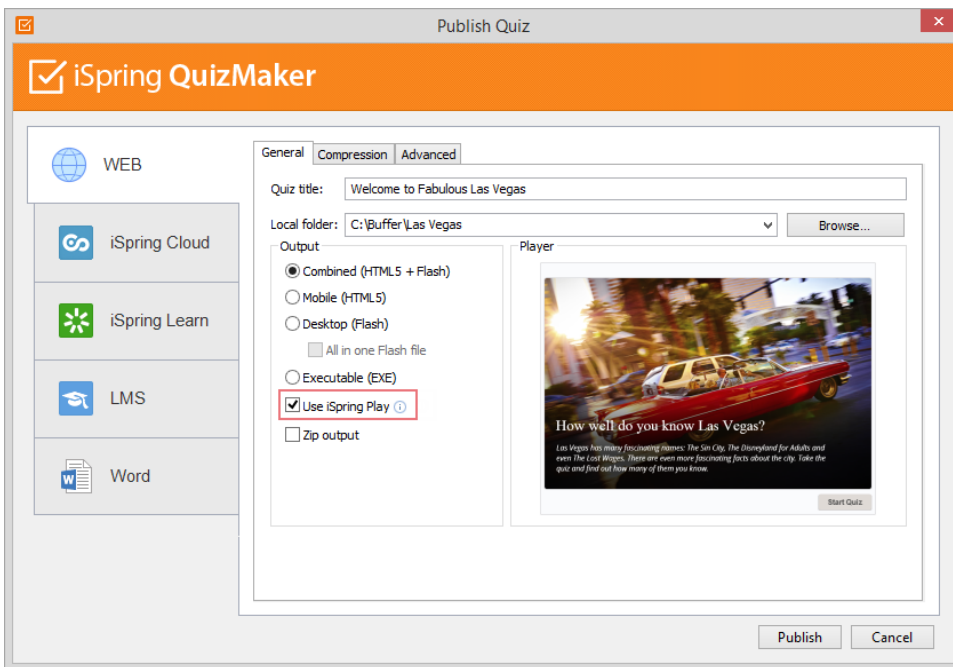 Publish Quiz
iSpring QuizMaker
WEB
iSpring Cloud
iSpring Learn
LMS
W
Word
General Compression Advanced
Quiz title: Welcome to Fabulous Las Vegas
Local folder: C:\Buffer\Las Vegas Browse...
Output
Combined (HTML5 + Flash)
Mobile (HTML5)
Desktop (Flash)
All in one Flash file
Executable (EXE)
Use iSpring Play
Zip output
Player
How well do you know Las Vegas?
Las Vegas has many fascinating names: The Sin City, The Disneyland for Adults and
even The Lost Wages. There are even more fascinating facts about the city. Take the
quiz and find out how many of them you know.
Start Quiz
Publish Cancel